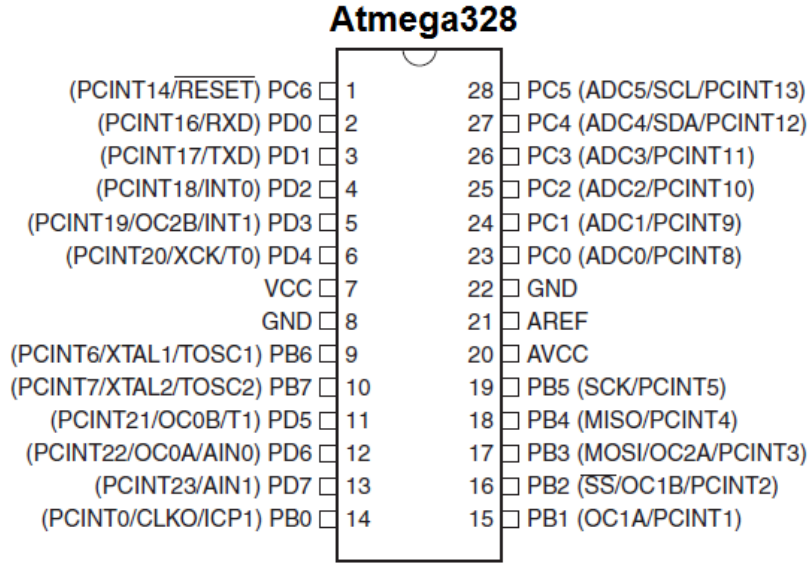 Atmega328
(PCINT14/RESET) PC6 1 28 PC5 (ADC5/SCL/PCINT13)
(PCINT16/RXD) PD0 2 27 PC4 (ADC4/SDA/PCINT12)
(PCINT17/TXD) PD1 3 26 PC3 (ADC3/PCINT11)
(PCINT18/INT0) PD2 4 25 PC2 (ADC2/PCINT10)
(PCINT19/OC2B/INT1) PD3 5 24 PC1 (ADC1/PCINT9)
(PCINT20/XCK/T0) PD4 6 23 PC0 (ADC0/PCINT8)
VCC 7 22 GND
GND 8 21 AREF
(PCINT6/XTAL1/TOSC1) PB6 9 20 AVCC
(PCINT7/XTAL2/TOSC2) PB7 10 19 PB5 (SCK/PCINT5)
(PCINT21/OC0B/T1) PD5 11 18 PB4 (MISO/PCINT4)
(PCINT22/OC0A/AIN0) PD6 12 17 PB3 (MOSI/OC2A/PCINT3)
(PCINT23/AIN1) PD7 13 16 PB2 (SS/OC1B/PCINT2)
(PCINT0/CLKO/ICP1) PB0 14 15 PB1 (OC1A/PCINT1)